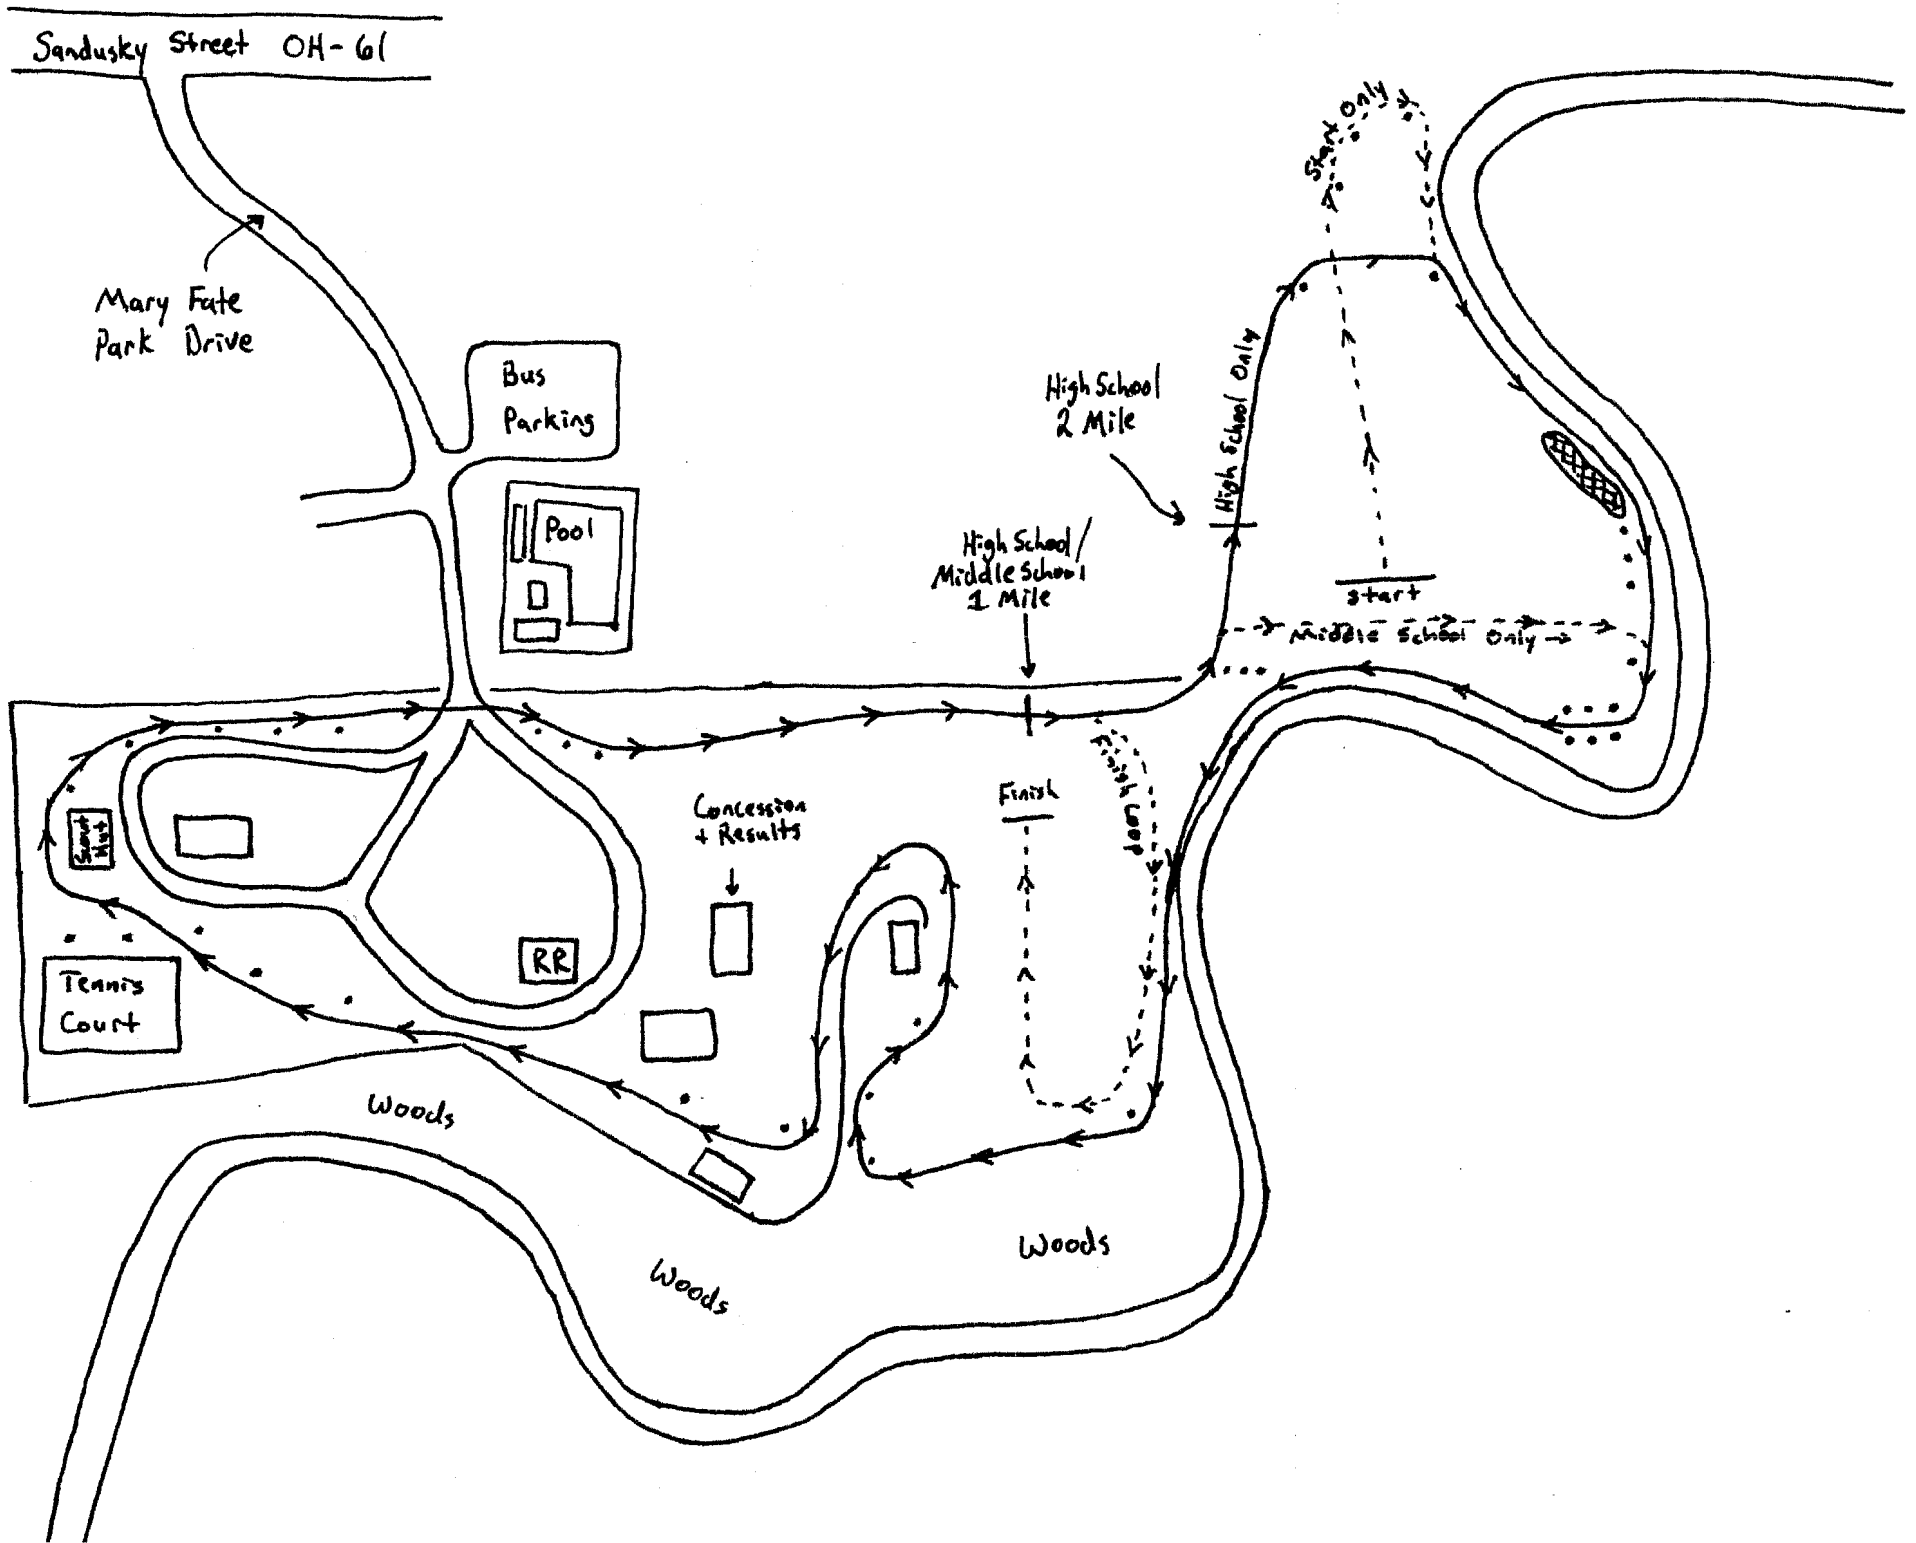 Sandusky Street OH-61
Start Only
Mary Fate
Park Drive
Bus
Parking
High School
2 Mile
High School Only
Pool
High School/
Middle School
1 Mile
Start
Middle School Only
Finish Loop
Finish
Concession
+ Results
Scout
Hut
RR
Tennis
Court
Woods
Woods
Woods